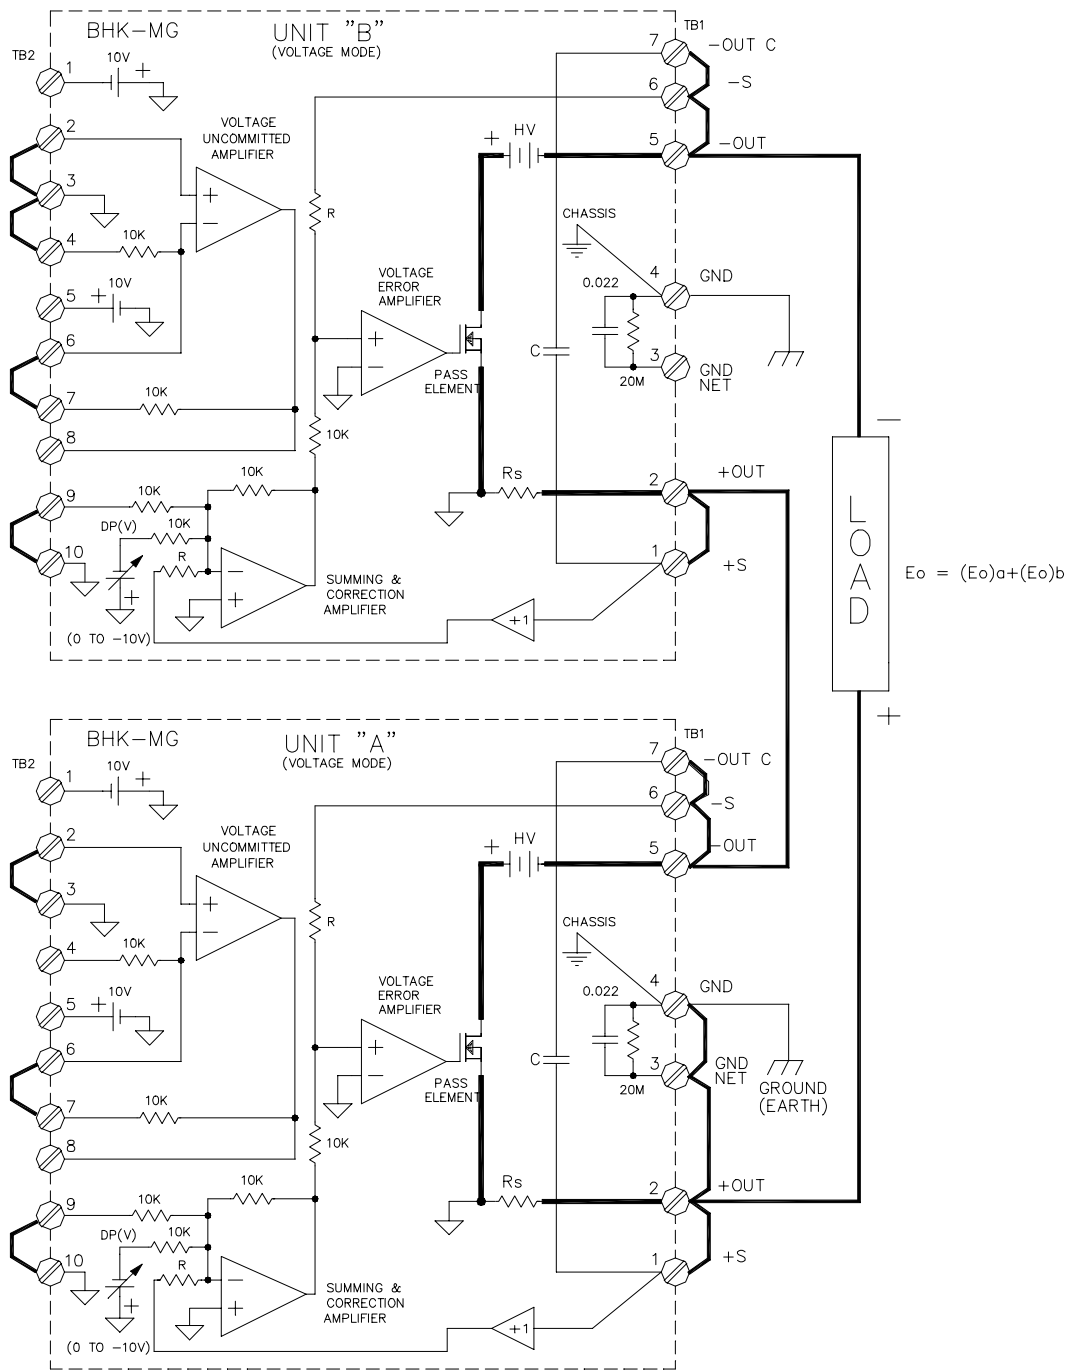 BHK-MG
UNIT "B"
(VOLTAGE MODE)
TB2
TB1
1
10V
+
2
3
4
10K
5
+
10V
6
7
10K
8
9
10K
10
DP(V)
10K
R
+
(0 TO -10V)
VOLTAGE
UNCOMMITTED
AMPLIFIER
+
−
R
VOLTAGE
ERROR
AMPLIFIER
+
−
PASS
ELEMENT
10K
10K
−
+
SUMMING &
CORRECTION
AMPLIFIER
+1
+
HV
C
CHASSIS
0.022
20M
Rs
7
-OUT C
6
-S
5
-OUT
4
GND
3
GND
NET
2
+OUT
1
+S
−
LOAD
+
Eo = (Eo)a+(Eo)b
BHK-MG
UNIT "A"
(VOLTAGE MODE)
TB2
TB1
1
10V
+
2
3
4
10K
5
+
10V
6
7
10K
8
9
10K
10
DP(V)
10K
R
+
(0 TO -10V)
VOLTAGE
UNCOMMITTED
AMPLIFIER
+
−
R
VOLTAGE
ERROR
AMPLIFIER
+
−
PASS
ELEMENT
10K
10K
−
+
SUMMING &
CORRECTION
AMPLIFIER
+1
+
HV
C
CHASSIS
0.022
20M
Rs
7
-OUT C
6
-S
5
-OUT
4
GND
3
GND
NET
GROUND
(EARTH)
2
+OUT
1
+S